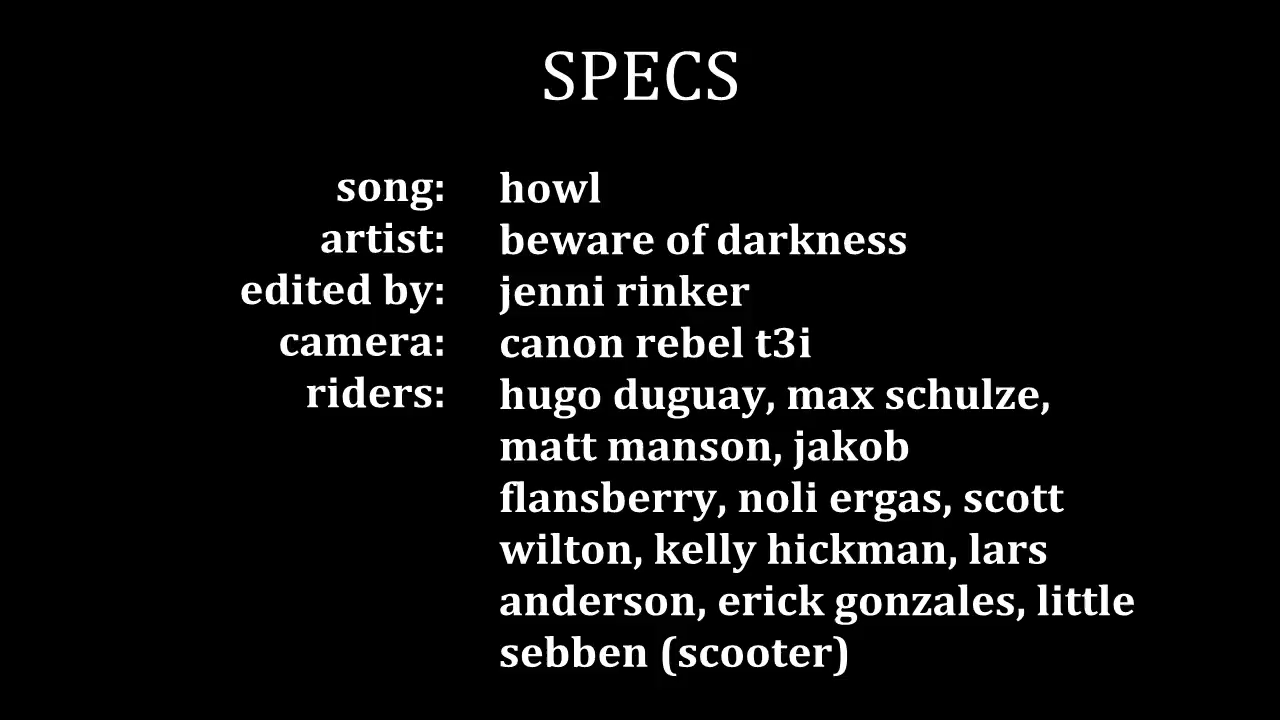 SPECS
song: howl
artist: beware of darkness
edited by: jenni rinker
camera: canon rebel t3i
riders: hugo duguay, max schulze,
matt manson, jakob
flansberry, noli ergas, scott
wilton, kelly hickman, lars
anderson, erick gonzales, little
sebben (scooter)